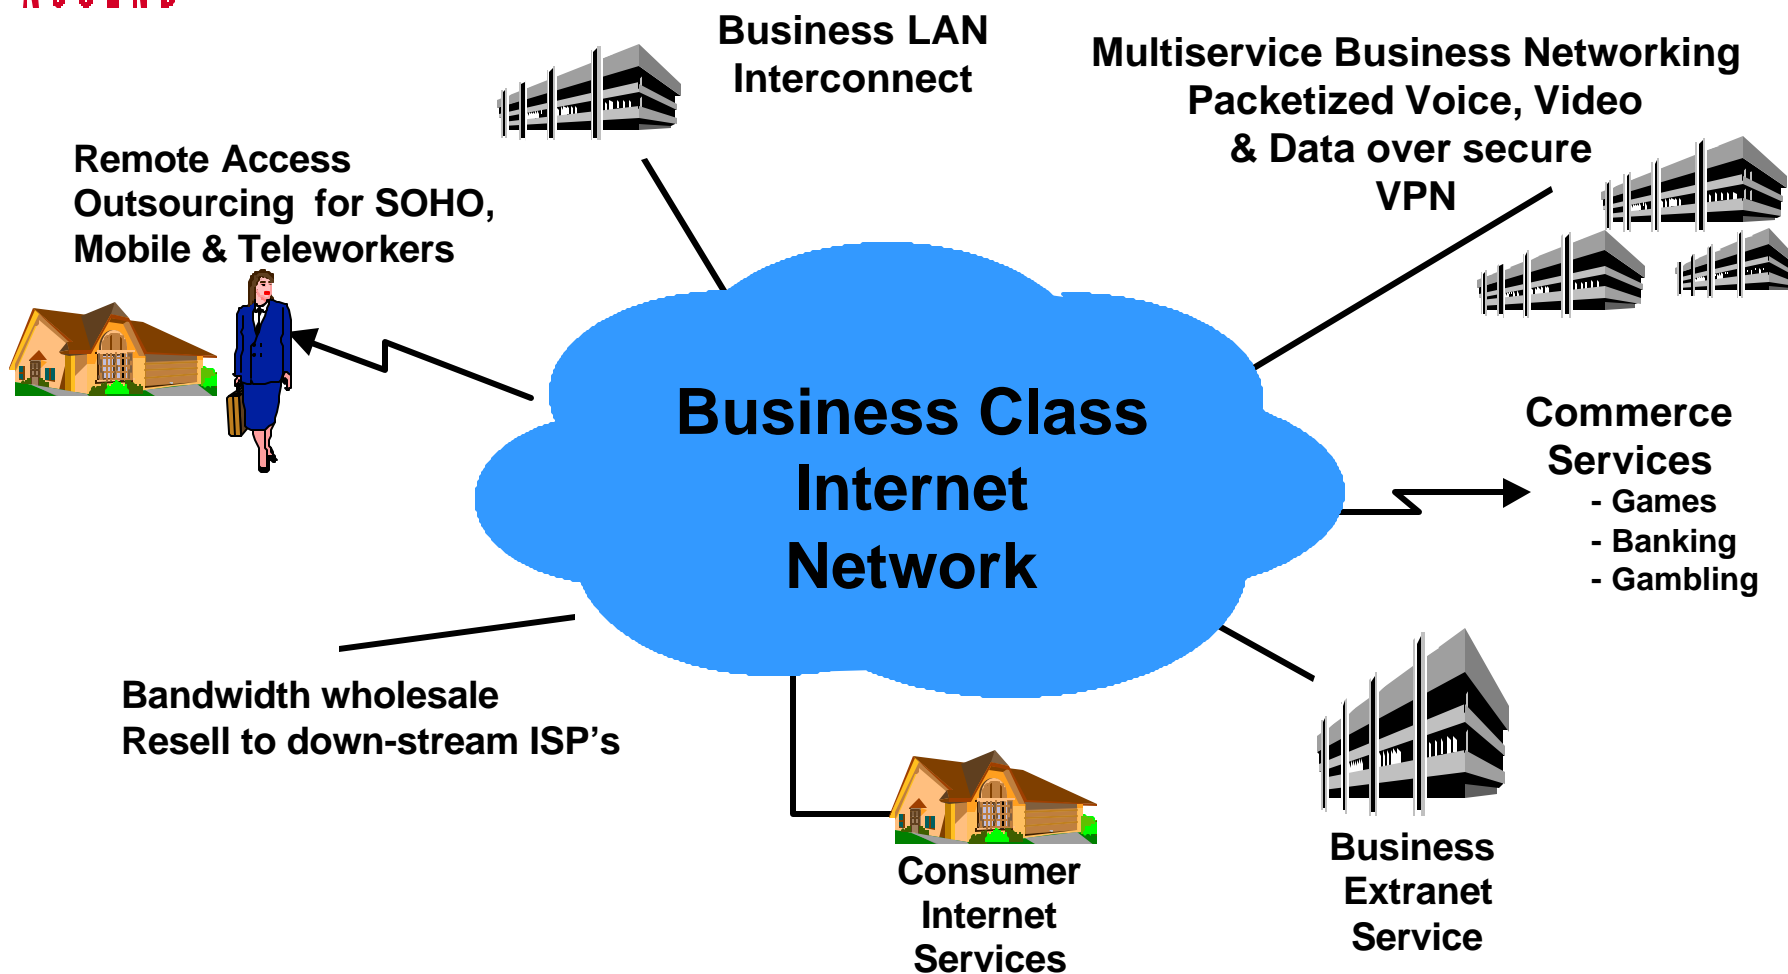 ASCEND
Business LAN
Interconnect
Multiservice Business Networking
Packetized Voice, Video
& Data over secure
VPN
Remote Access
Outsourcing for SOHO,
Mobile & Teleworkers
Business Class
Internet
Network
Commerce
Services
- Games
- Banking
- Gambling
Bandwidth wholesale
Resell to down-stream ISP’s
Consumer
Internet
Services
Business
Extranet
Service